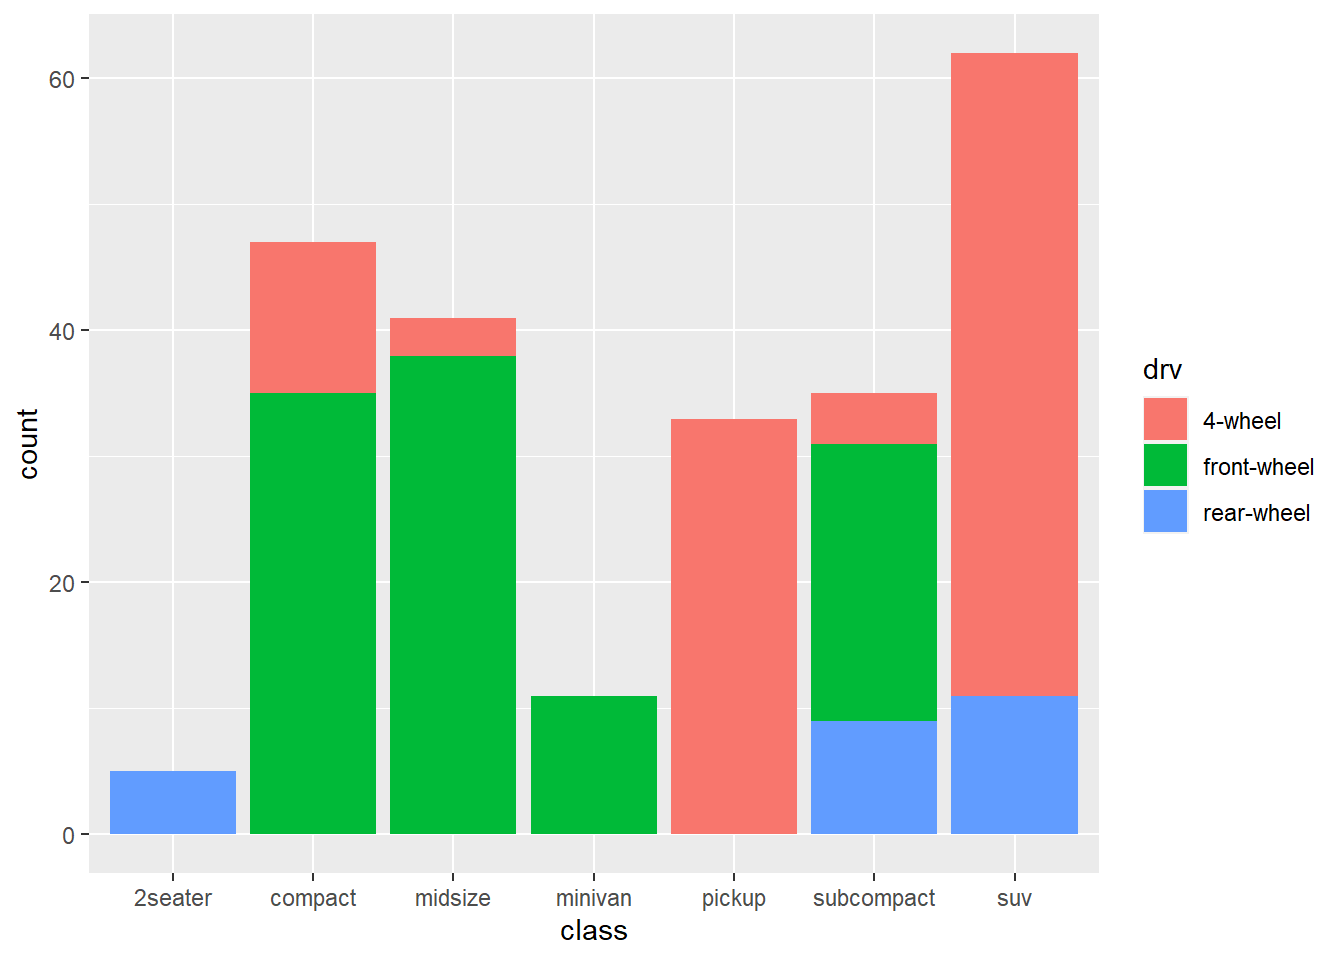 60
40
20
0
count
2seater compact midsize minivan pickup subcompact suv
class
drv
4-wheel
front-wheel
rear-wheel